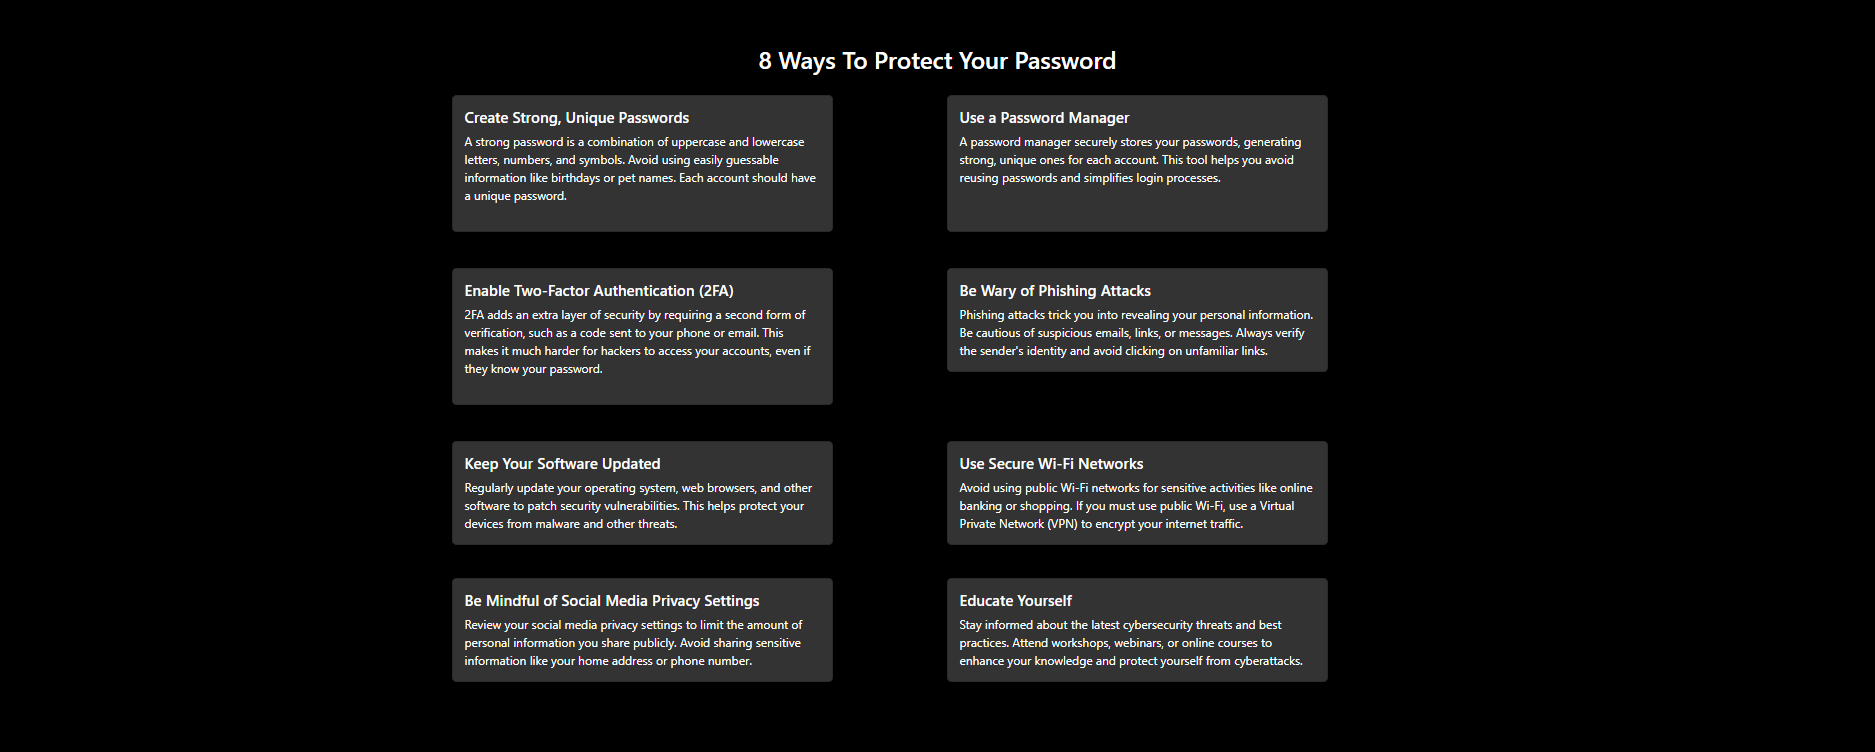 8 Ways To Protect Your Password
Create Strong, Unique Passwords
A strong password is a combination of uppercase and lowercase
letters, numbers, and symbols. Avoid using easily guessable
information like birthdays or pet names. Each account should have
a unique password.
Use a Password Manager
A password manager securely stores your passwords, generating
strong, unique ones for each account. This tool helps you avoid
reusing passwords and simplifies login processes.
Enable Two-Factor Authentication (2FA)
2FA adds an extra layer of security by requiring a second form of
verification, such as a code sent to your phone or email. This
makes it much harder for hackers to access your accounts, even if
they know your password.
Be Wary of Phishing Attacks
Phishing attacks trick you into revealing your personal information.
Be cautious of suspicious emails, links, or messages. Always verify
the sender's identity and avoid clicking on unfamiliar links.
Keep Your Software Updated
Regularly update your operating system, web browsers, and other
software to patch security vulnerabilities. This helps protect your
devices from malware and other threats.
Use Secure Wi-Fi Networks
Avoid using public Wi-Fi networks for sensitive activities like online
banking or shopping. If you must use public Wi-Fi, use a Virtual
Private Network (VPN) to encrypt your internet traffic.
Be Mindful of Social Media Privacy Settings
Review your social media privacy settings to limit the amount of
personal information you share publicly. Avoid sharing sensitive
information like your home address or phone number.
Educate Yourself
Stay informed about the latest cybersecurity threats and best
practices. Attend workshops, webinars, or online courses to
enhance your knowledge and protect yourself from cyberattacks.